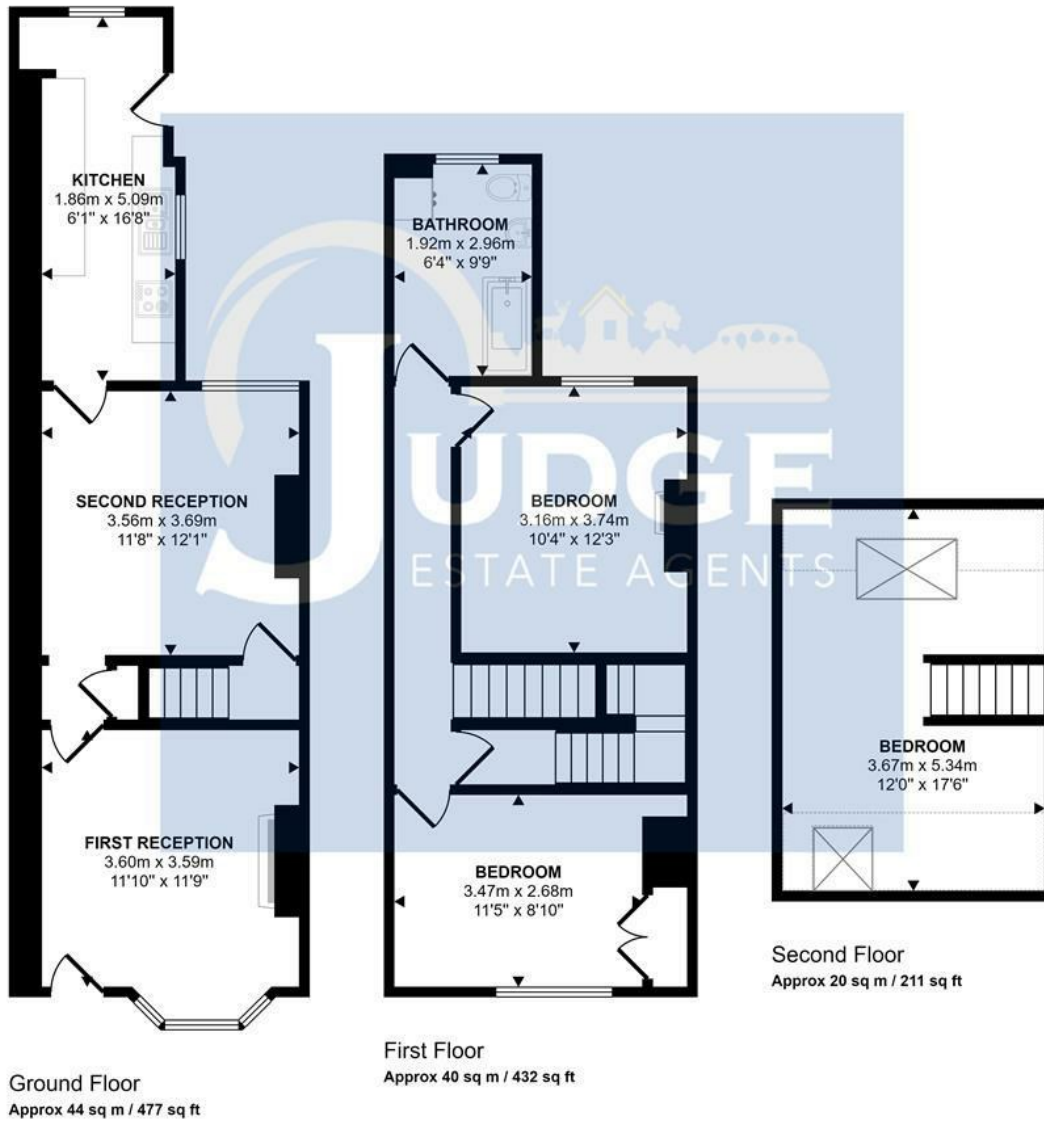 KITCHEN
1.86m x 5.09m
6'1" x 16'8"
SECOND RECEPTION
3.56m x 3.69m
11'8" x 12'1"
FIRST RECEPTION
3.60m x 3.59m
11'10" x 11'9"
Ground Floor
Approx 44 sq m / 477 sq ft
BATHROOM
1.92m x 2.96m
6'4" x 9'9"
BEDROOM
3.16m x 3.74m
10'4" x 12'3"
BEDROOM
3.47m x 2.68m
11'5" x 8'10"
First Floor
Approx 40 sq m / 432 sq ft
BEDROOM
3.67m x 5.34m
12'0" x 17'6"
Second Floor
Approx 20 sq m / 211 sq ft
JUDGE
ESTATE AGENTS